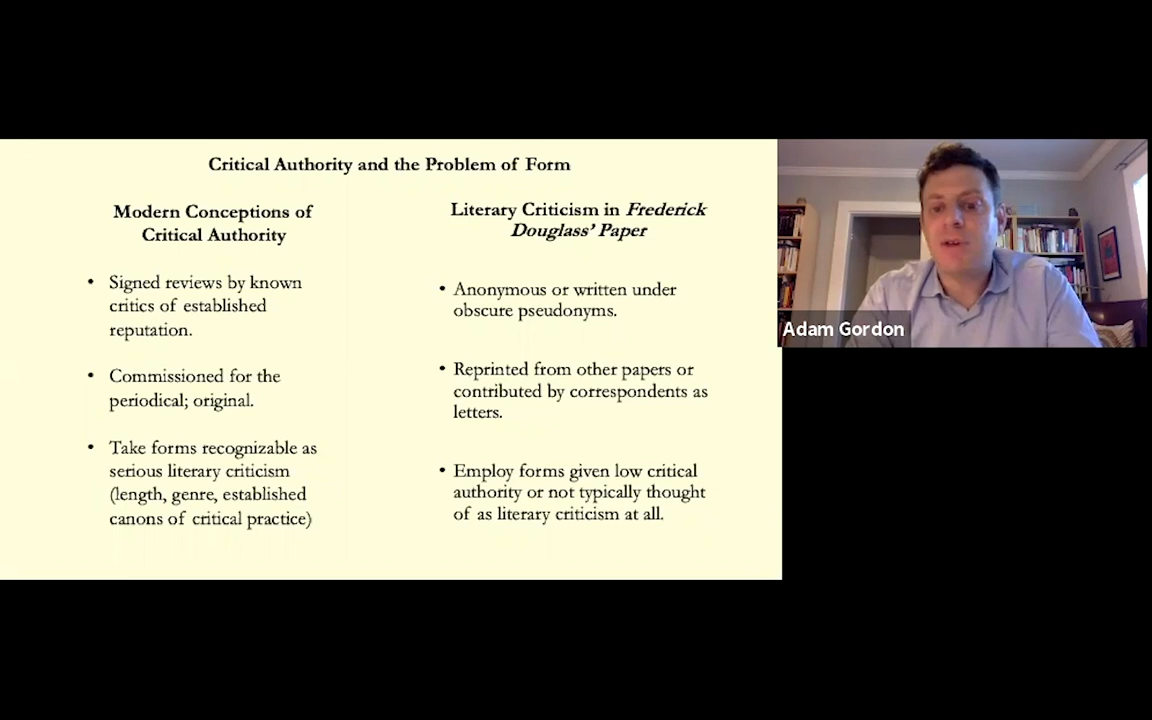 Critical Authority and the Problem of Form
Modern Conceptions of
Critical Authority
• Signed reviews by known
critics of established
reputation.
• Commissioned for the
periodical; original.
• Take forms recognizable as
serious literary criticism
(length, genre, established
canons of critical practice)
Literary Criticism in Frederick
Douglass’ Paper
• Anonymous or written under
obscure pseudonyms.
• Reprinted from other papers or
contributed by correspondents as
letters.
• Employ forms given low critical
authority or not typically thought
of as literary criticism at all.
Adam Gordon